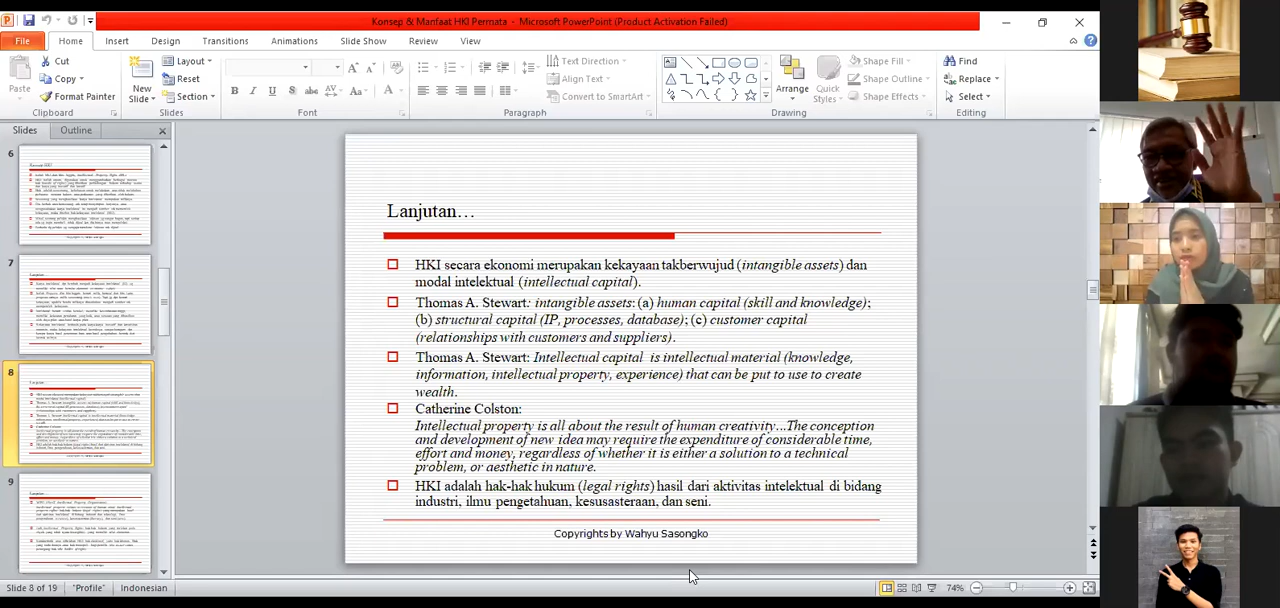 Konsep & Manfaat HKI Permata - Microsoft PowerPoint (Product Activation Failed)
File Home Insert Design Transitions Animations Slide Show Review View
Paste
Cut
Copy
Format Painter
Clipboard
New Slide
Layout
Reset
Section
Slides
B I U S abc AV Aa A
Font
Text Direction
Align Text
Convert to SmartArt
Paragraph
Arrange
Quick Styles
Shape Fill
Shape Outline
Shape Effects
Drawing
Find
Replace
Select
Editing
Slides Outline
6
7
8
9
Lanjutan…
HKI secara ekonomi merupakan kekayaan takberwujud (intangible assets) dan
modal intelektual (intellectual capital).
Thomas A. Stewart: intangible assets: (a) human capital (skill and knowledge);
(b) structural capital (IP, processes, database); (c) customer capital
(relationships with customers and suppliers).
Thomas A. Stewart: Intellectual capital is intellectual material (knowledge,
information, intellectual property, experience) that can be put to use to create
wealth.
Catherine Colston:
Intellectual property is all about the result of human creativity...The inception
and development of new idea may require the expenditure of skill, time,
effort and money, regardless of whether it is either a solution to a technical
problem, or aesthetic in nature.
HKI adalah hak-hak hukum (legal rights) hasil dari aktivitas intelektual di bidang
industri, ilmu pengetahuan, kesusasteraan, dan seni.
Copyrights by Wahyu Sasongko
Slide 8 of 19 "Profile" Indonesian 74%